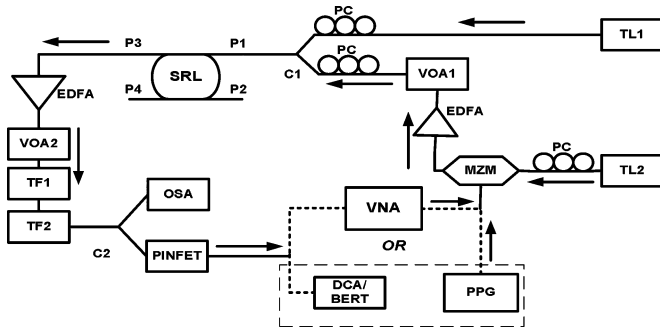 PC
TL1
P3
P1
PC
SRL
C1
VOA1
P4
P2
EDFA
EDFA
VOA2
PC
MZM
TL2
TF1
OSA
VNA
TF2
OR
C2
PINFET
DCA/
BERT
PPG